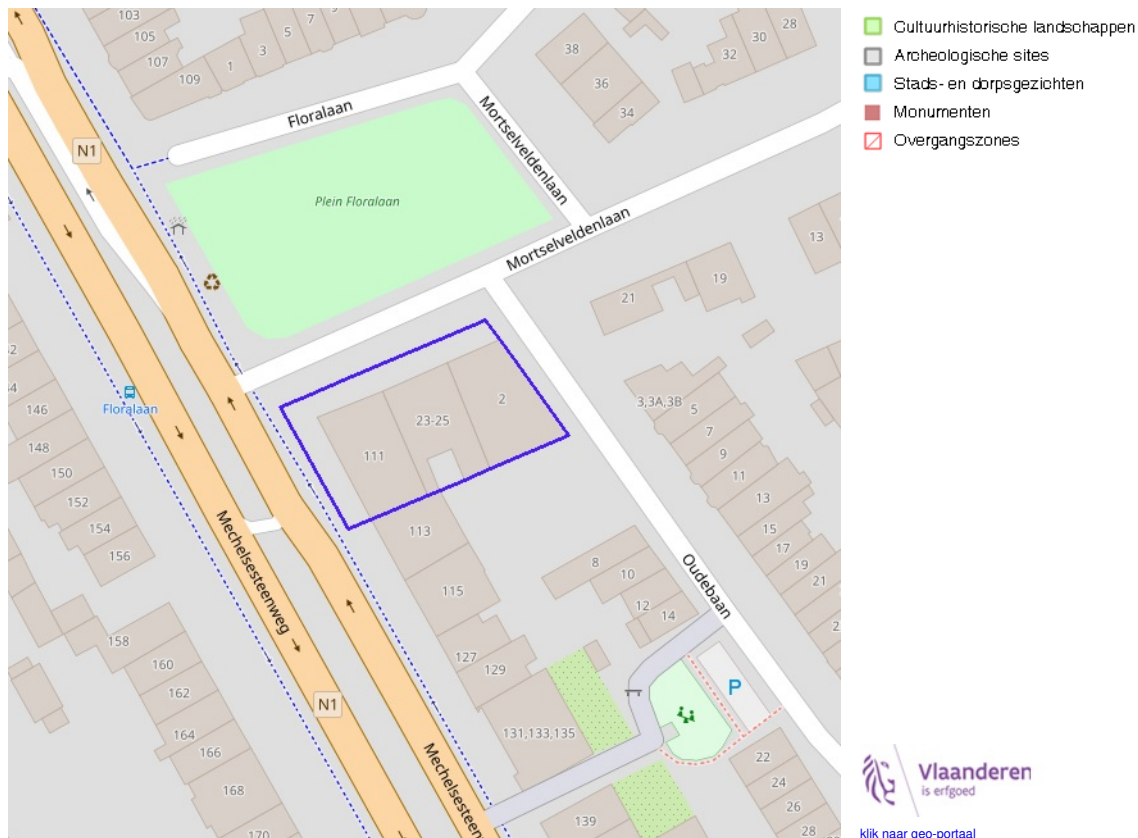 103
105
107
109
1
3
5
7
38
36
34
32
30
28
Floralaan
Mortselveldenlaan
N1
Plein Floralaan
Mortselveldenlaan
13
21
19
146
148
150
152
154
156
Floralaan
111
23-25
2
3,3A,3B
5
7
9
11
13
15
17
19
21
113
115
Mechelsesteenweg
Oudebaan
8
10
12
14
127
129
131,133,135
158
160
162
164
166
168
170
N1
P
22
24
26
28
139
Mechelsesteen
Cultuurhistorische landschappen
Archeologische sites
Stads- en dorpsgezichten
Monumenten
Overgangszones
Vlaanderen
is erfgoed
klik naar geo-portaal